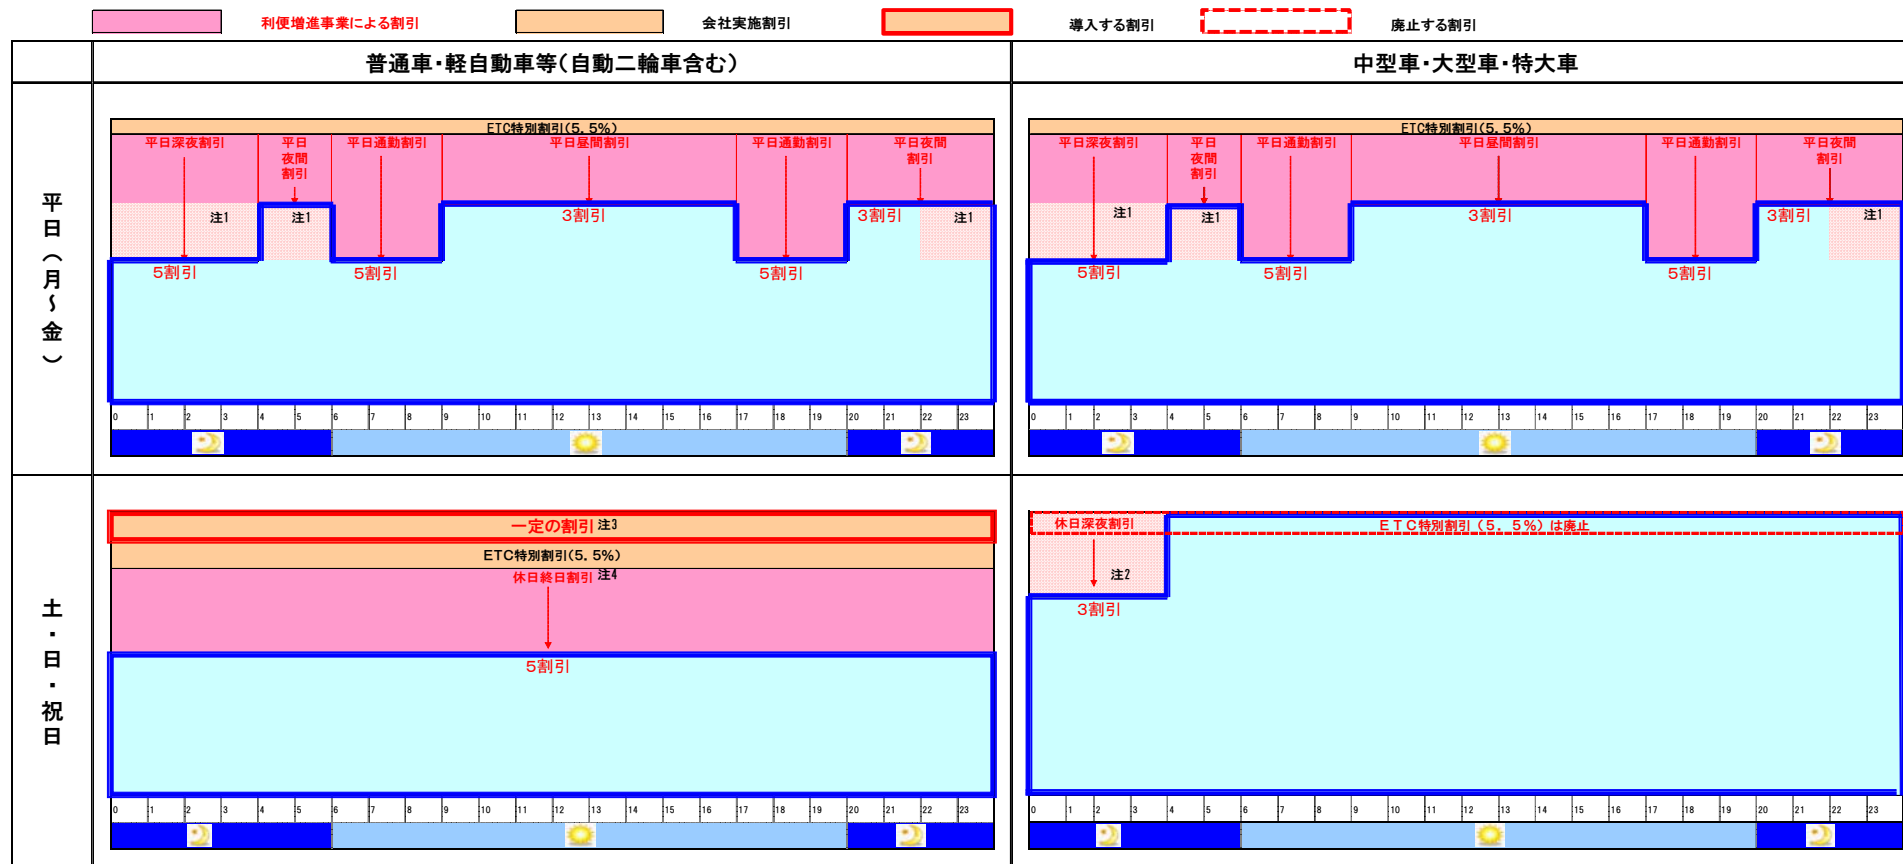 利便増進事業による割引 会社実施割引 導入する割引 廃止する割引
普通車・軽自動車等(自動二輪車含む) 中型車・大型車・特大車
平日(月～金)
ETC特別割引(5.5%)
平日深夜割引 平日夜間割引 平日通勤割引 平日昼間割引 平日通勤割引 平日夜間割引
注1 注1 3割引 3割引 注1
5割引 5割引 5割引
0 1 2 3 4 5 6 7 8 9 10 11 12 13 14 15 16 17 18 19 20 21 22 23
ETC特別割引(5.5%)
平日深夜割引 平日夜間割引 平日通勤割引 平日昼間割引 平日通勤割引 平日夜間割引
注1 注1 3割引 3割引 注1
5割引 5割引 5割引
0 1 2 3 4 5 6 7 8 9 10 11 12 13 14 15 16 17 18 19 20 21 22 23
土・日・祝日
一定の割引 注3
ETC特別割引(5.5%)
休日終日割引 注4
5割引
0 1 2 3 4 5 6 7 8 9 10 11 12 13 14 15 16 17 18 19 20 21 22 23
休日深夜割引 ETC特別割引(5.5%)は廃止
注2
3割引
0 1 2 3 4 5 6 7 8 9 10 11 12 13 14 15 16 17 18 19 20 21 22 23